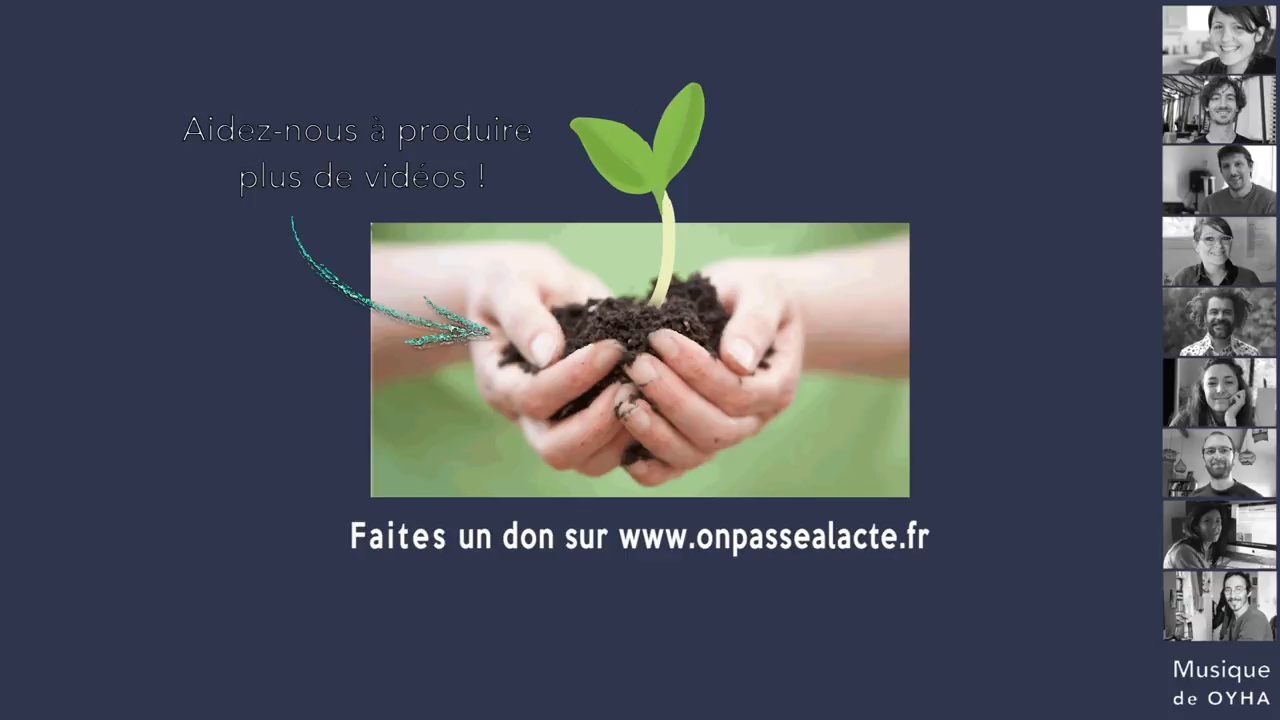 Aidez-nous à produire
plus de vidéos !
Faites un don sur www.onpassealacte.fr
Musique
de OYHA